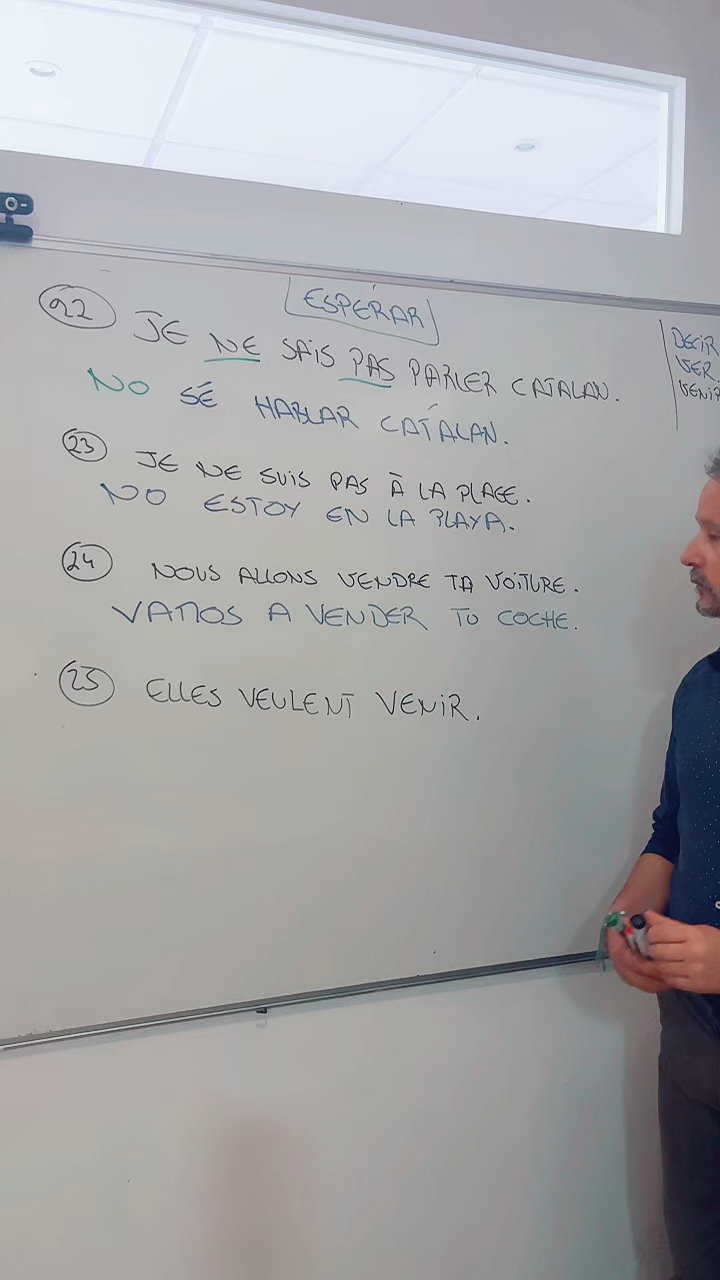 ESPERAR
DECIR
VER
VENIR
22 JE NE SAIS PAS PARLER CATALAN.
NO SÉ HABLAR CATALÁN.
23 JE NE SUIS PAS À LA PLAGE.
NO ESTOY EN LA PLAYA.
24 NOUS ALLONS VENDRE TA VOITURE.
VAMOS A VENDER TU COCHE.
25 ELLES VEULENT VENIR.